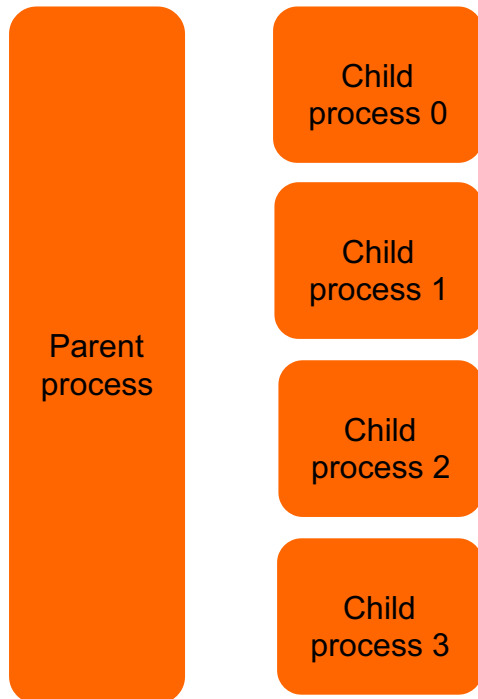 Parent
process
Child
process 0
Child
process 1
Child
process 2
Child
process 3